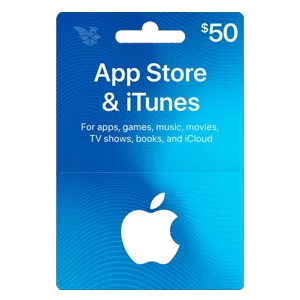 $50
App Store
& iTunes
For apps, games, music, movies,
TV shows, books, and iCloud